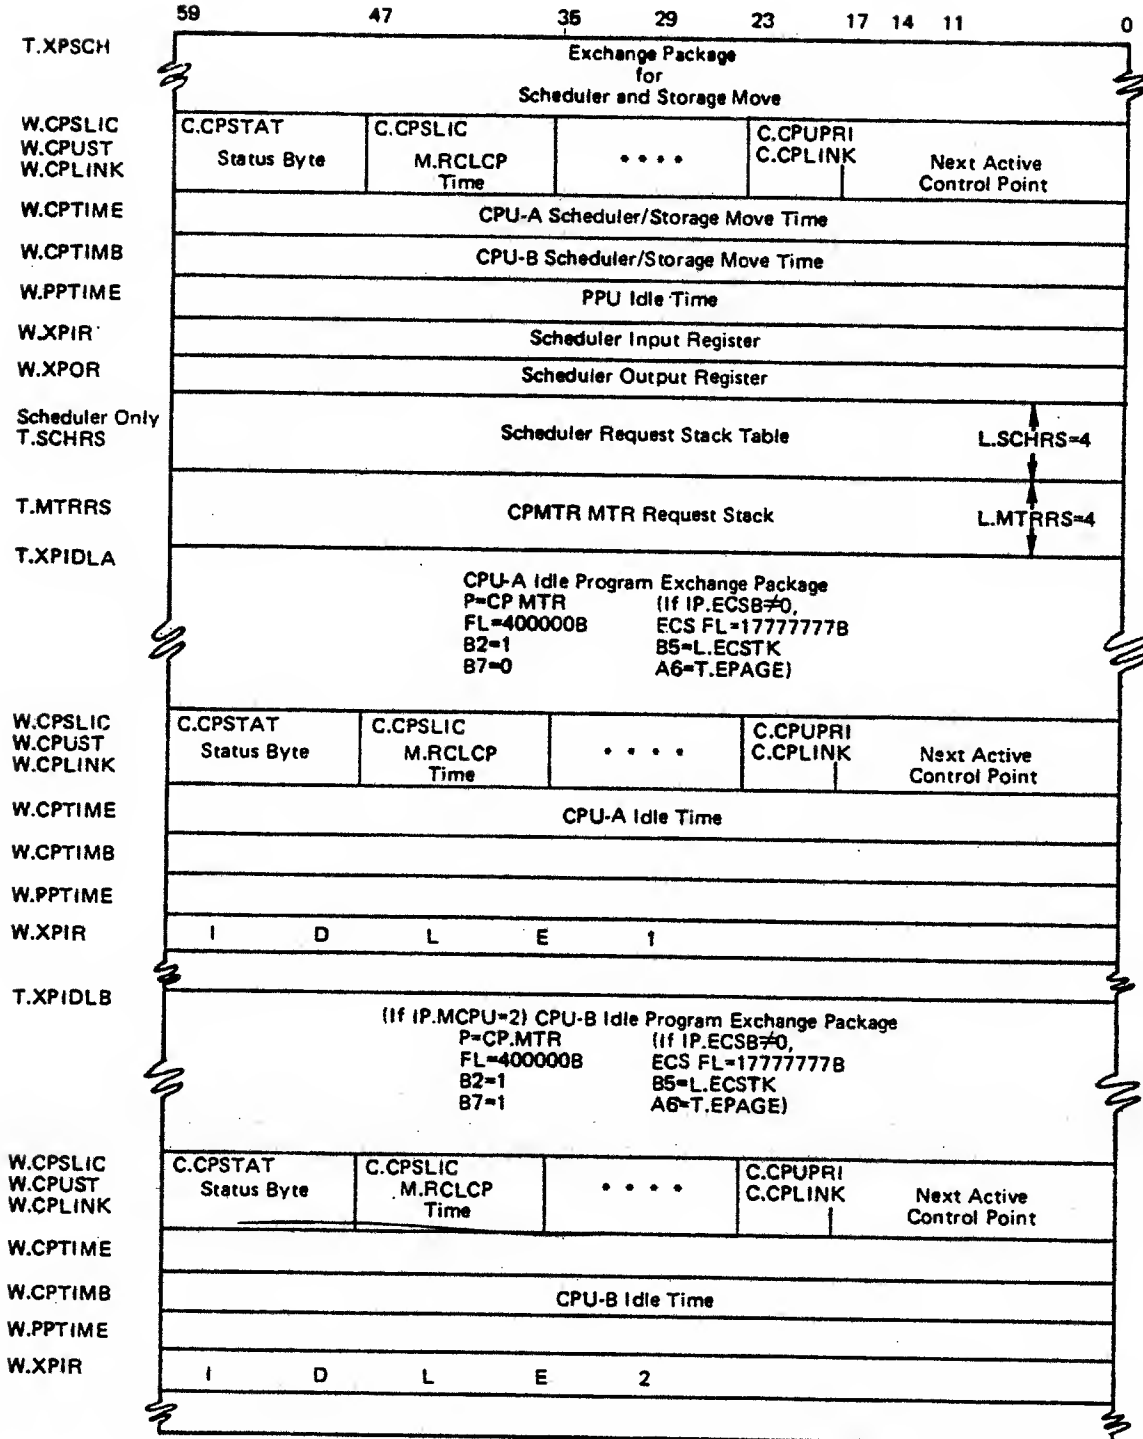 59 47 35 29 23 17 14 11 0
T.XPSCH
Exchange Package
for
Scheduler and Storage Move
W.CPSLIC C.CPSTAT C.CPSLIC C.CPUPRI
W.CPUST Status Byte M.RCLCP • • • • C.CPLINK Next Active
W.CPLINK Time Control Point
W.CPTIME CPU-A Scheduler/Storage Move Time
W.CPTIMB CPU-B Scheduler/Storage Move Time
W.PPTIME PPU Idle Time
W.XPIR Scheduler Input Register
W.XPOR Scheduler Output Register
Scheduler Only
T.SCHRS Scheduler Request Stack Table L.SCHRS=4
T.MTRRS CPMTR MTR Request Stack L.MTRRS=4
T.XPIDLA
CPU-A Idle Program Exchange Package
P=CP.MTR (If IP.ECSB≠0,
FL=400000B ECS FL=17777777B
B2=1 B5=L.ECSTK
B7=0 A6=T.EPAGE)
W.CPSLIC C.CPSTAT C.CPSLIC C.CPUPRI
W.CPUST Status Byte M.RCLCP • • • • C.CPLINK Next Active
W.CPLINK Time Control Point
W.CPTIME CPU-A Idle Time
W.CPTIMB
W.PPTIME
W.XPIR I D L E 1
T.XPIDLB
(If IP.MCPU=2) CPU-B Idle Program Exchange Package
P=CP.MTR (If IP.ECSB≠0,
FL=400000B ECS FL=17777777B
B2=1 B5=L.ECSTK
B7=1 A6=T.EPAGE)
W.CPSLIC C.CPSTAT C.CPSLIC C.CPUPRI
W.CPUST Status Byte M.RCLCP • • • • C.CPLINK Next Active
W.CPLINK Time Control Point
W.CPTIME
W.CPTIMB CPU-B Idle Time
W.PPTIME
W.XPIR I D L E 2